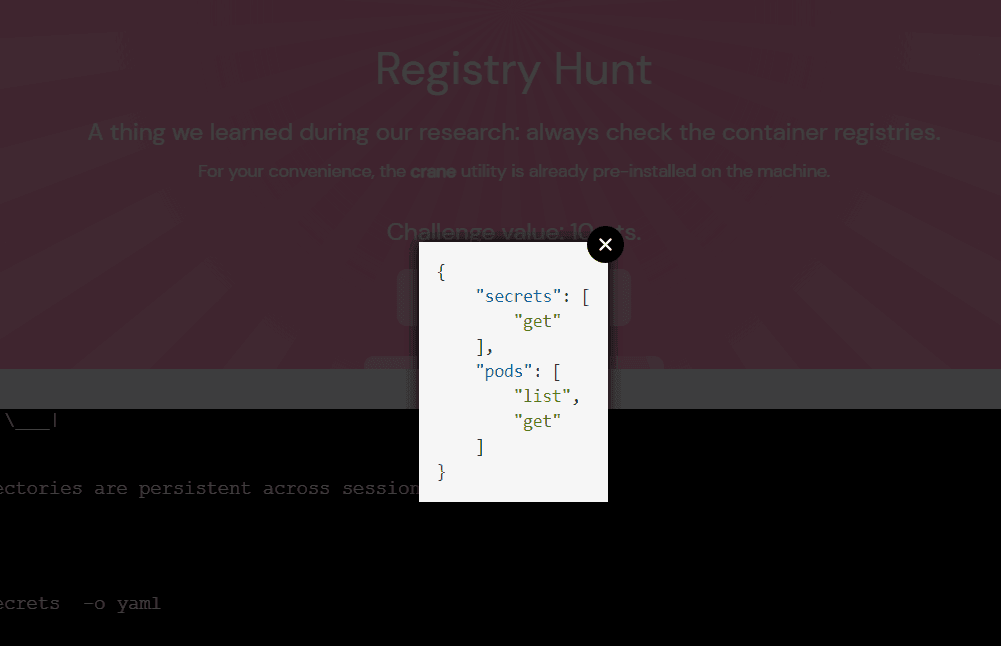 Registry Hunt
A thing we learned during our research: always check the container registries.
For your convenience, the crane utility is already pre-installed on the machine.
Challenge value: 10 pts.
{
    "secrets": [
        "get"
    ],
    "pods": [
        "list",
        "get"
    ]
}
\___|
ectories are persistent across session
ecrets  -o yaml